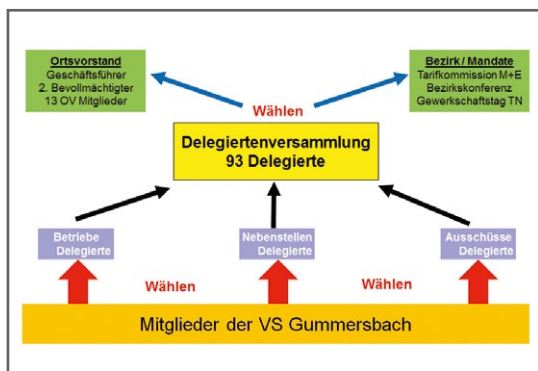 Ortsvorstand
Geschäftsführer
2. Bevollmächtigter
13 OV Mitglieder
Bezirk / Mandate
Tarifkommission M+E
Bezirkskonferenz
Gewerkschaftstag TN
Wählen
Delegiertenversammlung
93 Delegierte
Betriebe
Delegierte
Nebenstellen
Delegierte
Ausschüsse
Delegierte
Wählen
Wählen
Mitglieder der VS Gummersbach